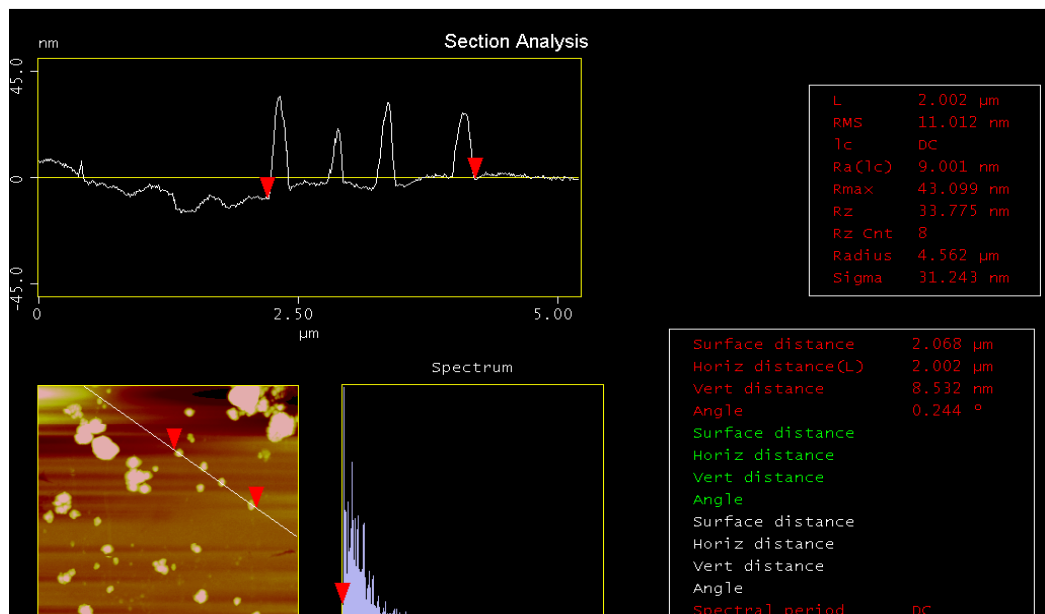 Section Analysis
nm
45.0
0
-45.0
0 2.50 5.00
μm
L 2.002 μm
RMS 11.012 nm
lc DC
Ra(lc) 9.001 nm
Rmax 43.099 nm
Rz 33.775 nm
Rz Cnt 8
Radius 4.562 μm
Sigma 31.243 nm
Spectrum
Surface distance 2.068 μm
Horiz distance(L) 2.002 μm
Vert distance 8.532 nm
Angle 0.244 °
Surface distance
Horiz distance
Vert distance
Angle
Surface distance
Horiz distance
Vert distance
Angle
Spectral period DC